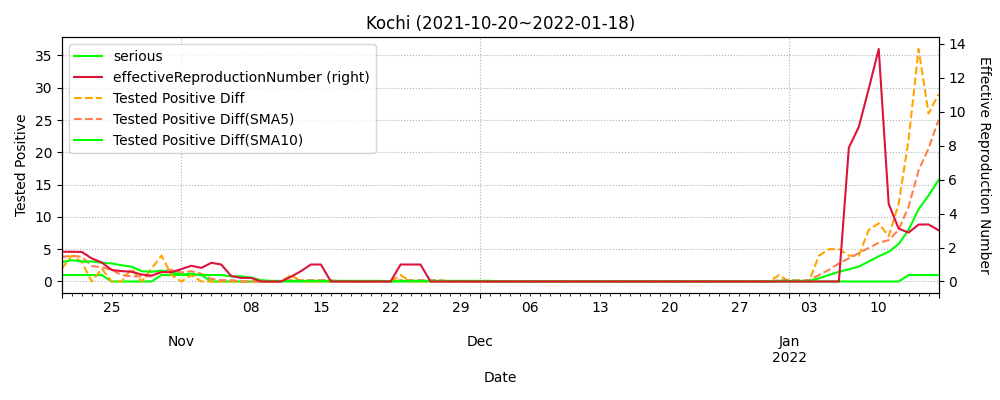 Kochi (2021-10-20~2022-01-18)
serious
effectiveReproductionNumber (right)
Tested Positive Diff
Tested Positive Diff(SMA5)
Tested Positive Diff(SMA10)
Tested Positive
35
30
25
20
15
10
5
0
14
12
10
8
6
4
2
0
Effective Reproduction Number
25 08 15 22 29 06 13 20 27 03 10
Nov Dec Jan
2022
Date